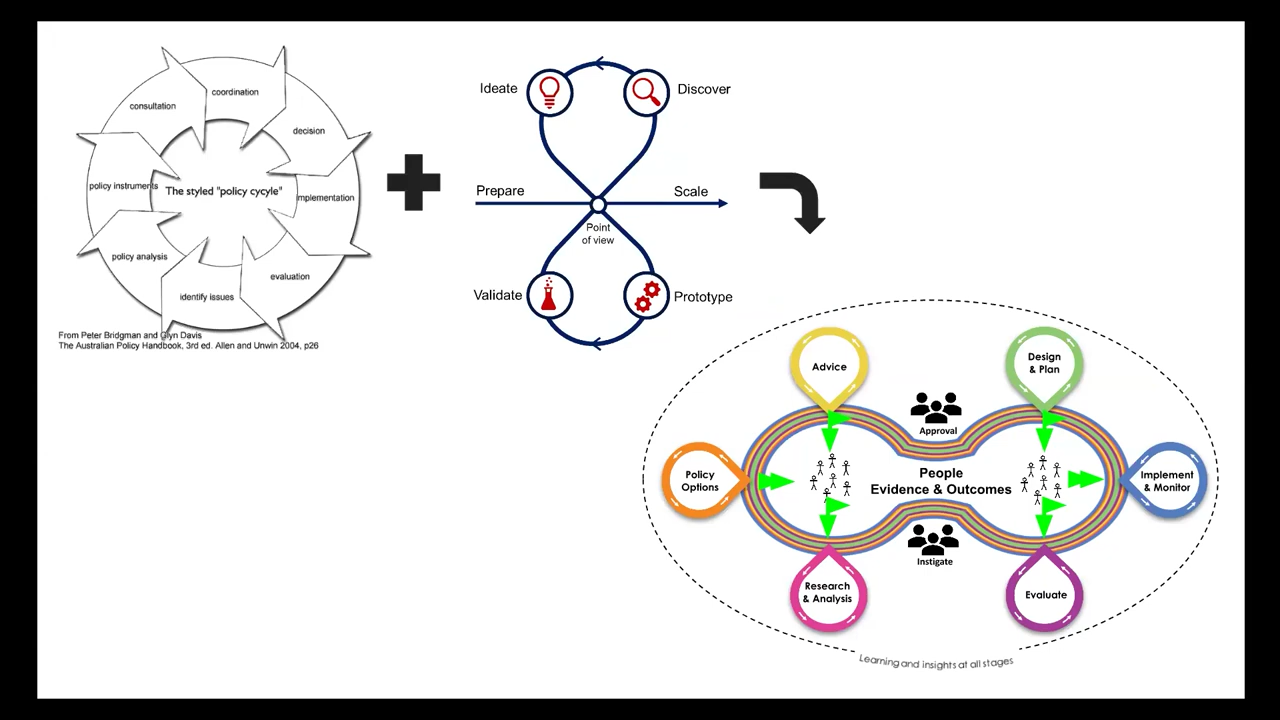 coordination
consultation
decision
policy instruments
The styled "policy cycyle"
implementation
policy analysis
evaluation
identify issues
From Peter Bridgman and Glyn Davis
The Australian Policy Handbook, 3rd ed. Allen and Unwin 2004, p26
Ideate
Discover
Prepare
Scale
Point
of view
Validate
Prototype
Advice
Design
& Plan
Approval
Policy
Options
People
Evidence & Outcomes
Implement
& Monitor
Instigate
Research
& Analysis
Evaluate
Learning and insights at all stages